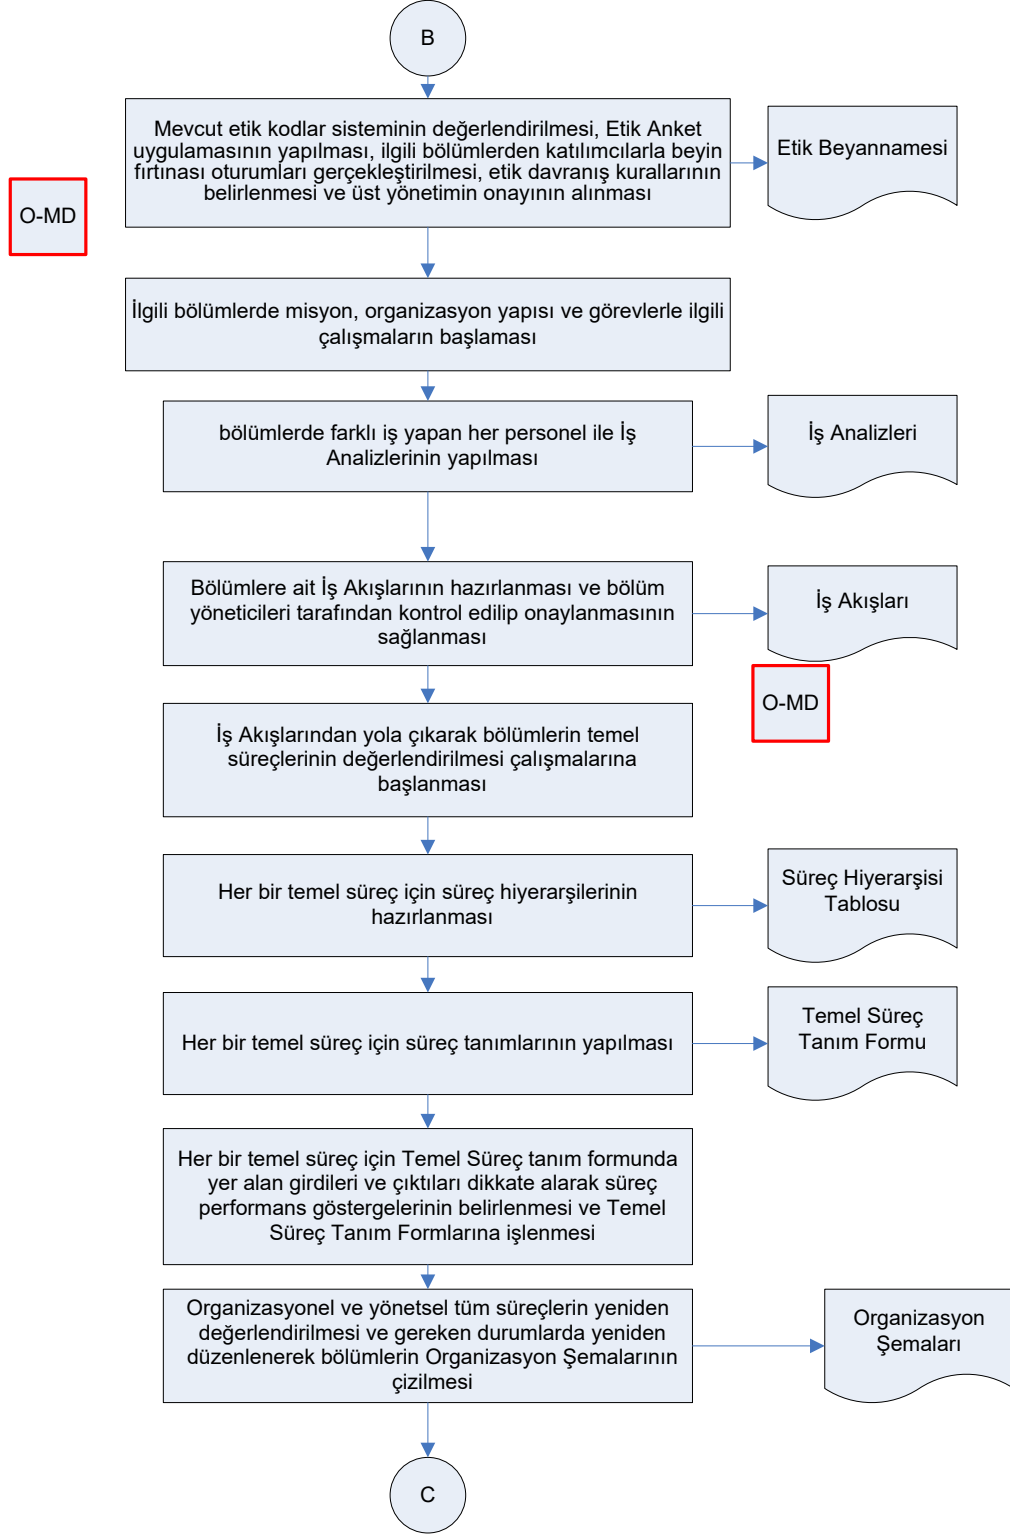 B
Mevcut etik kodlar sisteminin değerlendirilmesi, Etik Anket
uygulamasının yapılması, ilgili bölümlerden katılımcılarla beyin
fırtınası oturumları gerçekleştirilmesi, etik davranış kurallarının
belirlenmesi ve üst yönetimin onayının alınması
Etik Beyannamesi
O-MD
İlgili bölümlerde misyon, organizasyon yapısı ve görevlerle ilgili
çalışmaların başlaması
bölümlerde farklı iş yapan her personel ile İş
Analizlerinin yapılması
İş Analizleri
Bölümlere ait İş Akışlarının hazırlanması ve bölüm
yöneticileri tarafından kontrol edilip onaylanmasının
sağlanması
İş Akışları
O-MD
İş Akışlarından yola çıkarak bölümlerin temel
süreçlerinin değerlendirilmesi çalışmalarına
başlanması
Her bir temel süreç için süreç hiyerarşilerinin
hazırlanması
Süreç Hiyerarşisi
Tablosu
Her bir temel süreç için süreç tanımlarının yapılması
Temel Süreç
Tanım Formu
Her bir temel süreç için Temel Süreç tanım formunda
yer alan girdileri ve çıktıları dikkate alarak süreç
performans göstergelerinin belirlenmesi ve Temel
Süreç Tanım Formlarına işlenmesi
Organizasyonel ve yönetsel tüm süreçlerin yeniden
değerlendirilmesi ve gereken durumlarda yeniden
düzenlenerek bölümlerin Organizasyon Şemalarının
çizilmesi
Organizasyon
Şemaları
C